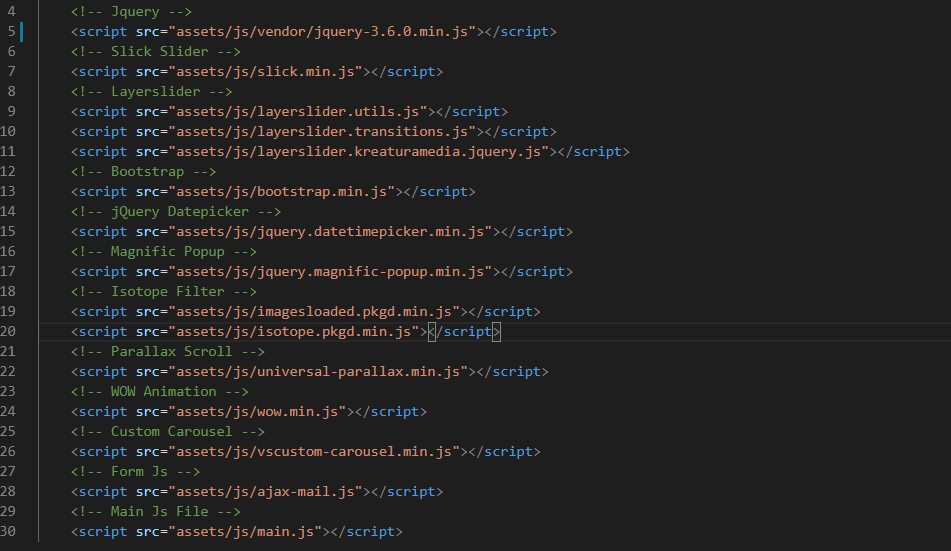 4 <!-- Jquery -->
5 <script src="assets/js/vendor/jquery-3.6.0.min.js"></script>
6 <!-- Slick Slider -->
7 <script src="assets/js/slick.min.js"></script>
8 <!-- Layerslider -->
9 <script src="assets/js/layerslider.utils.js"></script>
10 <script src="assets/js/layerslider.transitions.js"></script>
11 <script src="assets/js/layerslider.kreaturamedia.jquery.js"></script>
12 <!-- Bootstrap -->
13 <script src="assets/js/bootstrap.min.js"></script>
14 <!-- jQuery Datepicker -->
15 <script src="assets/js/jquery.datetimepicker.min.js"></script>
16 <!-- Magnific Popup -->
17 <script src="assets/js/jquery.magnific-popup.min.js"></script>
18 <!-- Isotope Filter -->
19 <script src="assets/js/imagesloaded.pkgd.min.js"></script>
20 <script src="assets/js/isotope.pkgd.min.js"></script>
21 <!-- Parallax Scroll -->
22 <script src="assets/js/universal-parallax.min.js"></script>
23 <!-- WOW Animation -->
24 <script src="assets/js/wow.min.js"></script>
25 <!-- Custom Carousel -->
26 <script src="assets/js/vscustom-carousel.min.js"></script>
27 <!-- Form Js -->
28 <script src="assets/js/ajax-mail.js"></script>
29 <!-- Main Js File -->
30 <script src="assets/js/main.js"></script>